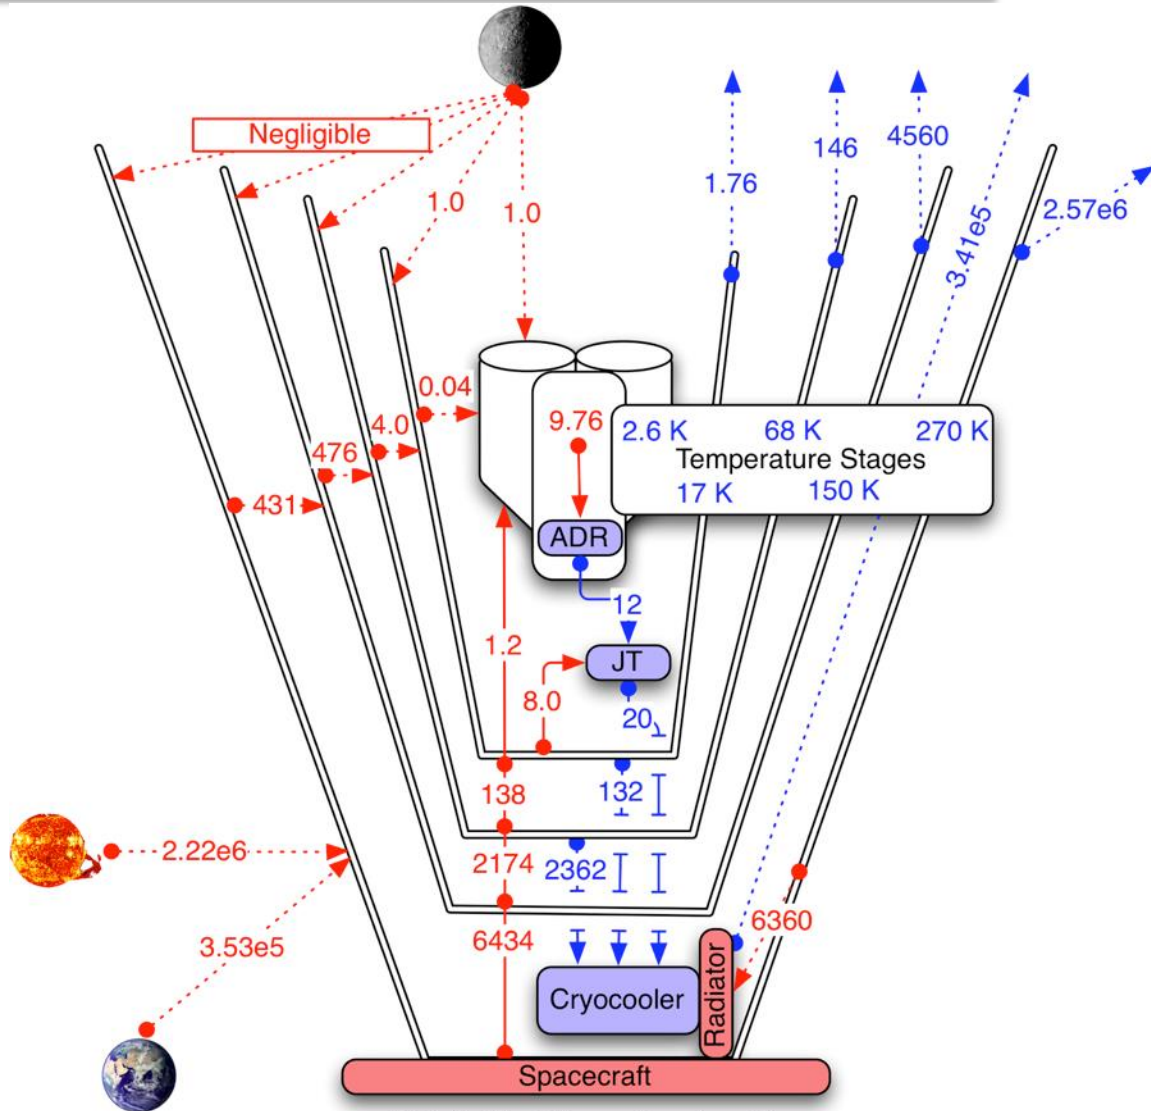 Negligible
1.0
1.0
1.76
146
4560
3.41e5
2.57e6
0.04
4.0
476
431
9.76
2.6 K
68 K
270 K
Temperature Stages
17 K
150 K
ADR
12
1.2
JT
8.0
20
138
132
2174
2362
2.22e6
6434
6360
3.53e5
Cryocooler
Radiator
Spacecraft